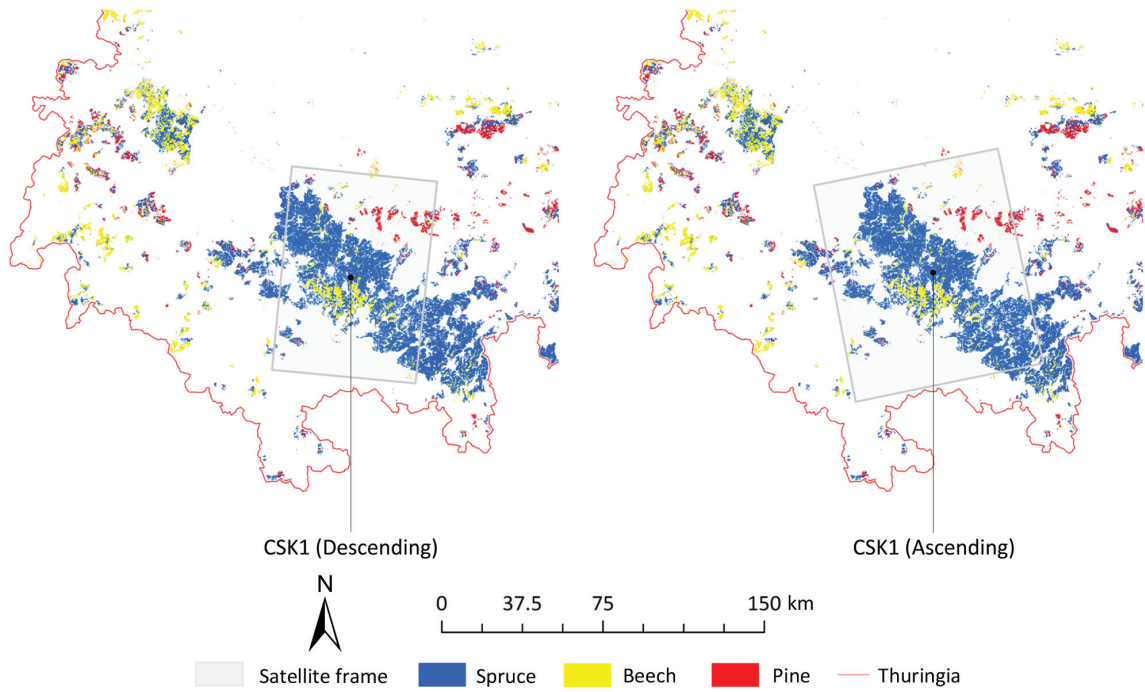 CSK1 (Descending) CSK1 (Ascending)
N
0 37.5 75 150 km
Satellite frame Spruce Beech Pine Thuringia